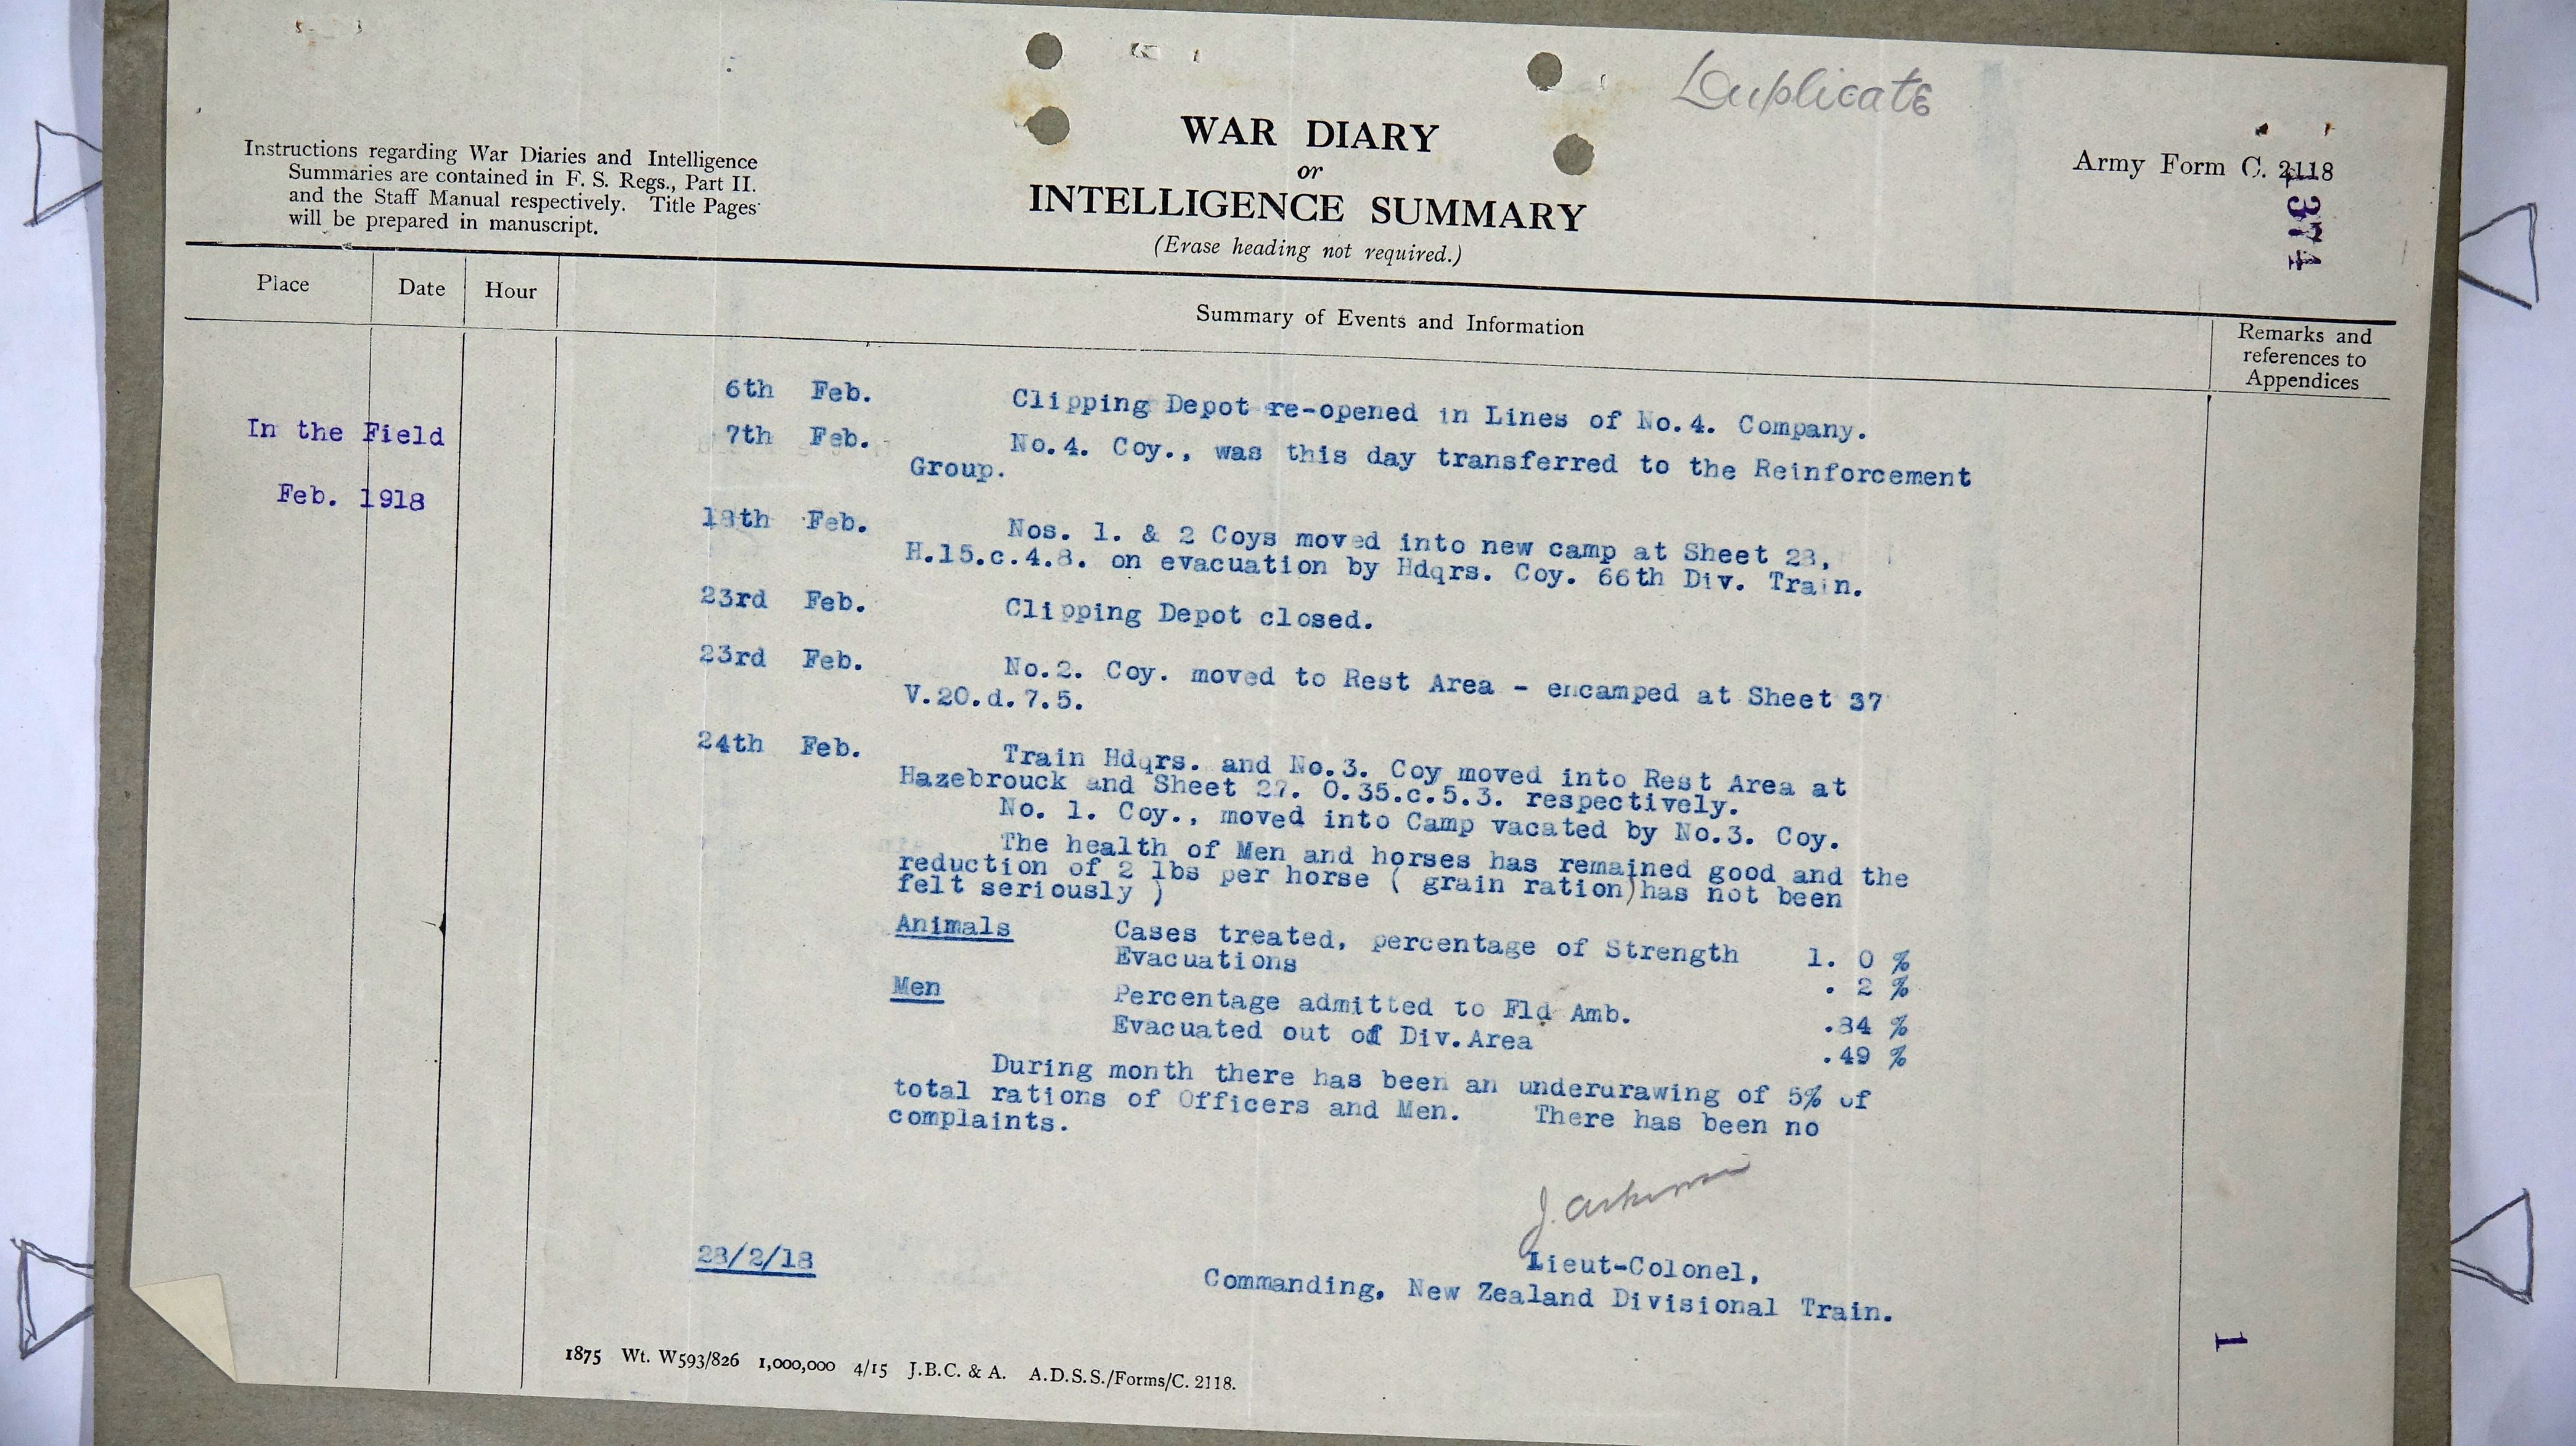 Duplicate
Instructions regarding War Diaries and Intelligence
Summaries are contained in F. S. Regs., Part II.
and the Staff Manual respectively. Title Pages
will be prepared in manuscript.
WAR DIARY
or
INTELLIGENCE SUMMARY
(Erase heading not required.)
Army Form C. 2118
Place
Date
Hour
Summary of Events and Information
Remarks and
references to
Appendices
In the Field
Feb. 1918
6th Feb. Clipping Depot re-opened in Lines of No.4. Company.
7th Feb. No.4. Coy., was this day transferred to the Reinforcement
Group.
Feb. Nos. 1. & 2 Coys moved into new camp at Sheet 28,
H.15.c.4.8. on evacuation by Hdqrs. Coy. 66th Div. Train.
23rd Feb. Clipping Depot closed.
23rd Feb. No.2. Coy. moved to Rest Area - encamped at Sheet 37
V.20.d.7.5.
24th Feb. Train Hdqrs. and No.3. Coy moved into Rest Area at
Hazebrouck and Sheet 27. O.35.c.5.3. respectively.
No. 1. Coy., moved into Camp vacated by No.3. Coy.
The health of Men and horses has remained good and the
reduction of 2 lbs per horse ( grain ration)has not been
felt seriously )
Animals Cases treated, percentage of Strength 1. 0 %
Evacuations . 2 %
Men Percentage admitted to Fld Amb. .84 %
Evacuated out of Div.Area .49 %
During month there has been an underdrawing of 5% of
total rations of Officers and Men. There has been no
complaints.
28/2/18
Lieut-Colonel,
Commanding, New Zealand Divisional Train.
1875 Wt. W593/826 1,000,000 4/15 J.B.C. & A. A.D.S.S./Forms/C. 2118.
1